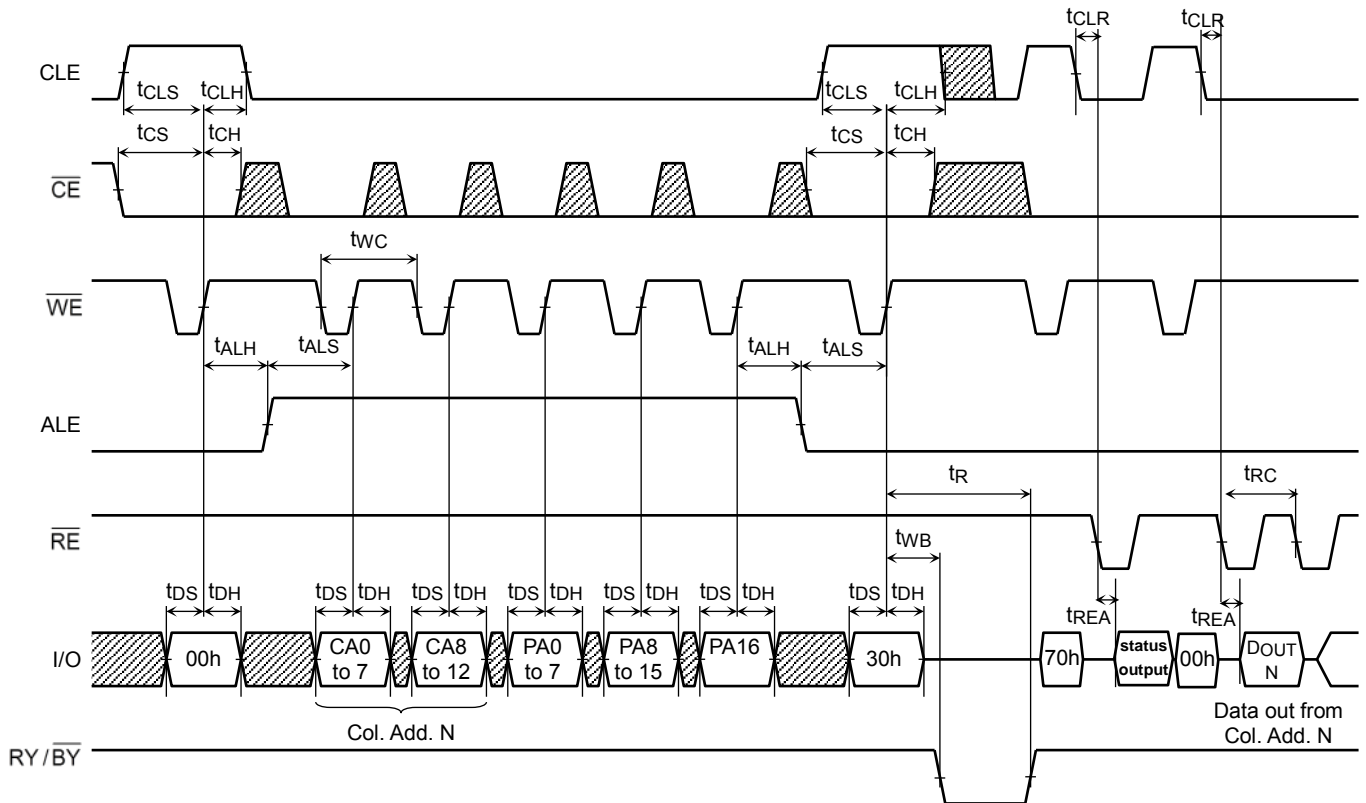 tCLR tCLR
CLE
tCLS tCLH tCLS tCLH
tCS tCH tCS tCH
CE
tWC
WE
tALH tALS tALH tALS
ALE
tR tRC
RE
tWB
tDS tDH tDS tDH tDS tDH tDS tDH tDS tDH tDS tDH tDS tDH
tREA tREA
I/O
00h
CA0
to 7
CA8
to 12
PA0
to 7
PA8
to 15
PA16
30h
70h
status
output
00h
DOUT
N
Col. Add. N
Data out from
Col. Add. N
RY/BY